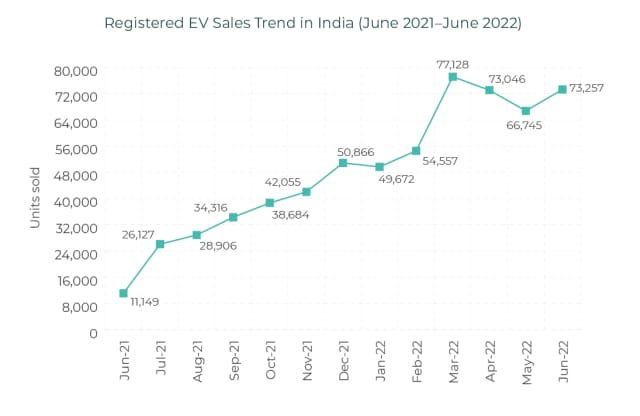 Registered EV Sales Trend in India (June 2021–June 2022)
Units sold
80,000
72,000
64,000
56,000
48,000
40,000
32,000
24,000
16,000
8,000
0
11,149
26,127
28,906
34,316
38,684
42,055
50,866
49,672
54,557
77,128
73,046
66,745
73,257
Jun-21
Jul-21
Aug-21
Sep-21
Oct-21
Nov-21
Dec-21
Jan-22
Feb-22
Mar-22
Apr-22
May-22
Jun-22